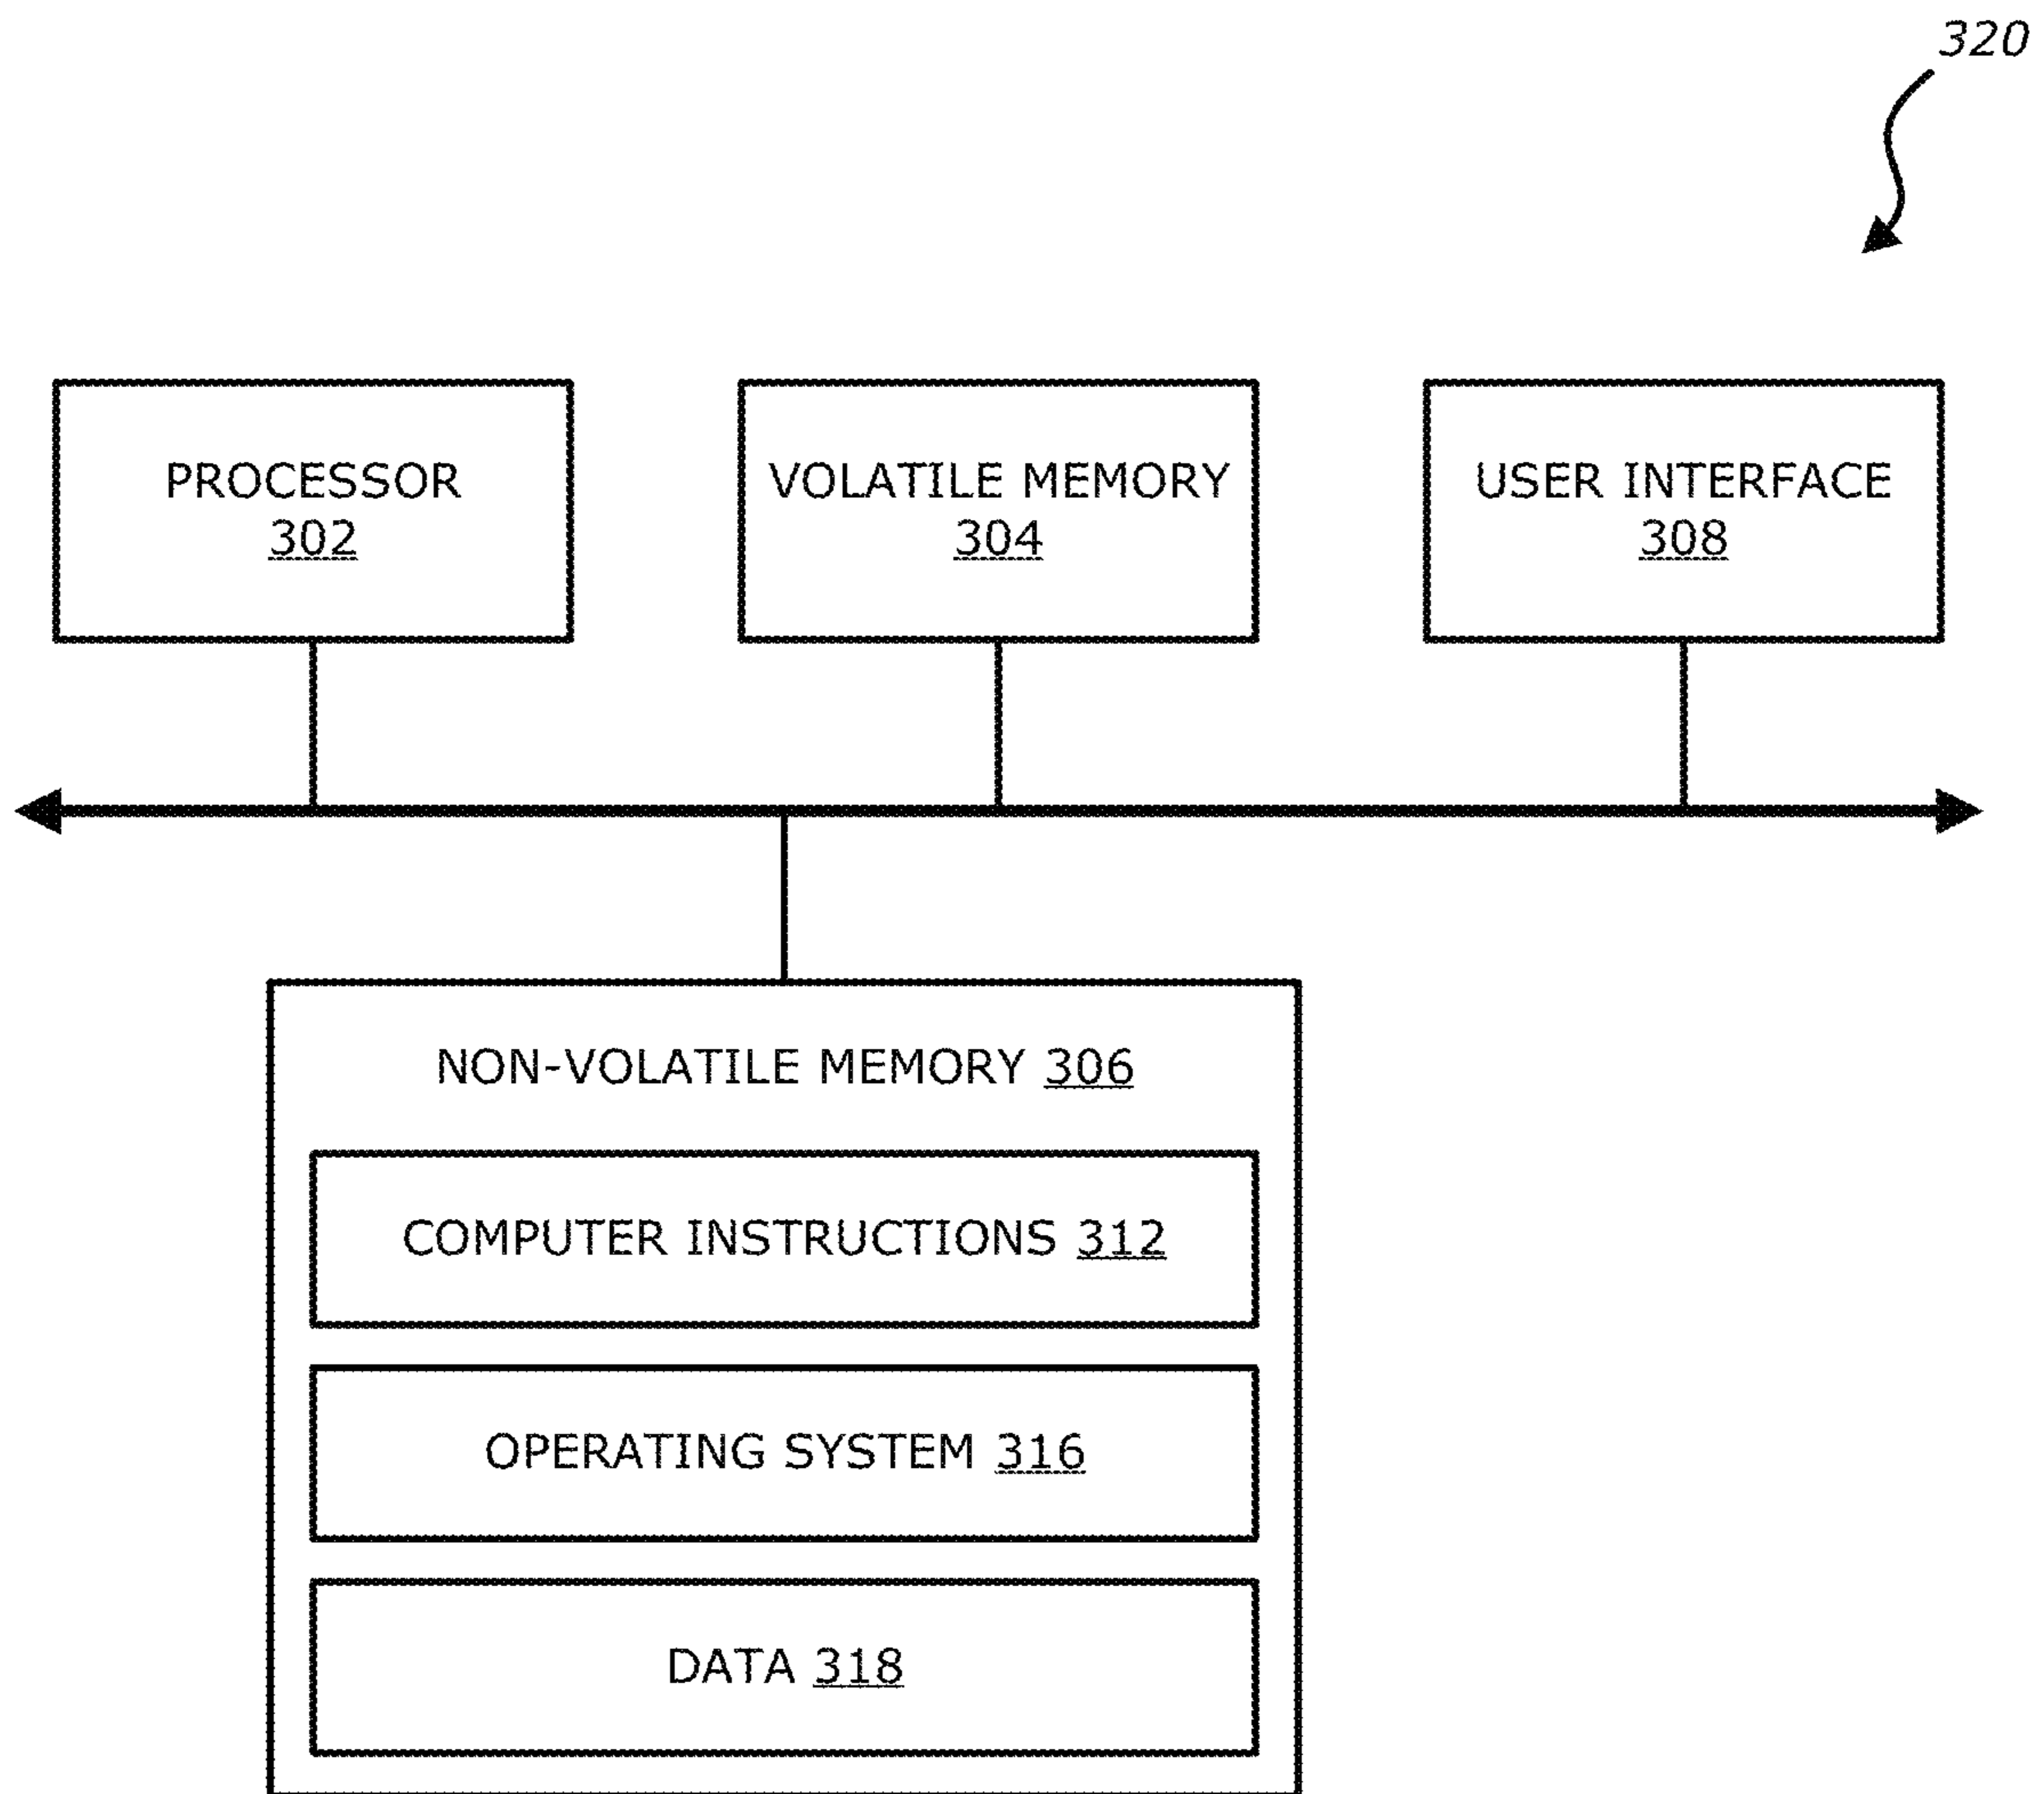 320
PROCESSOR
302
VOLATILE MEMORY
304
USER INTERFACE
308
NON-VOLATILE MEMORY 306
COMPUTER INSTRUCTIONS 312
OPERATING SYSTEM 316
DATA 318